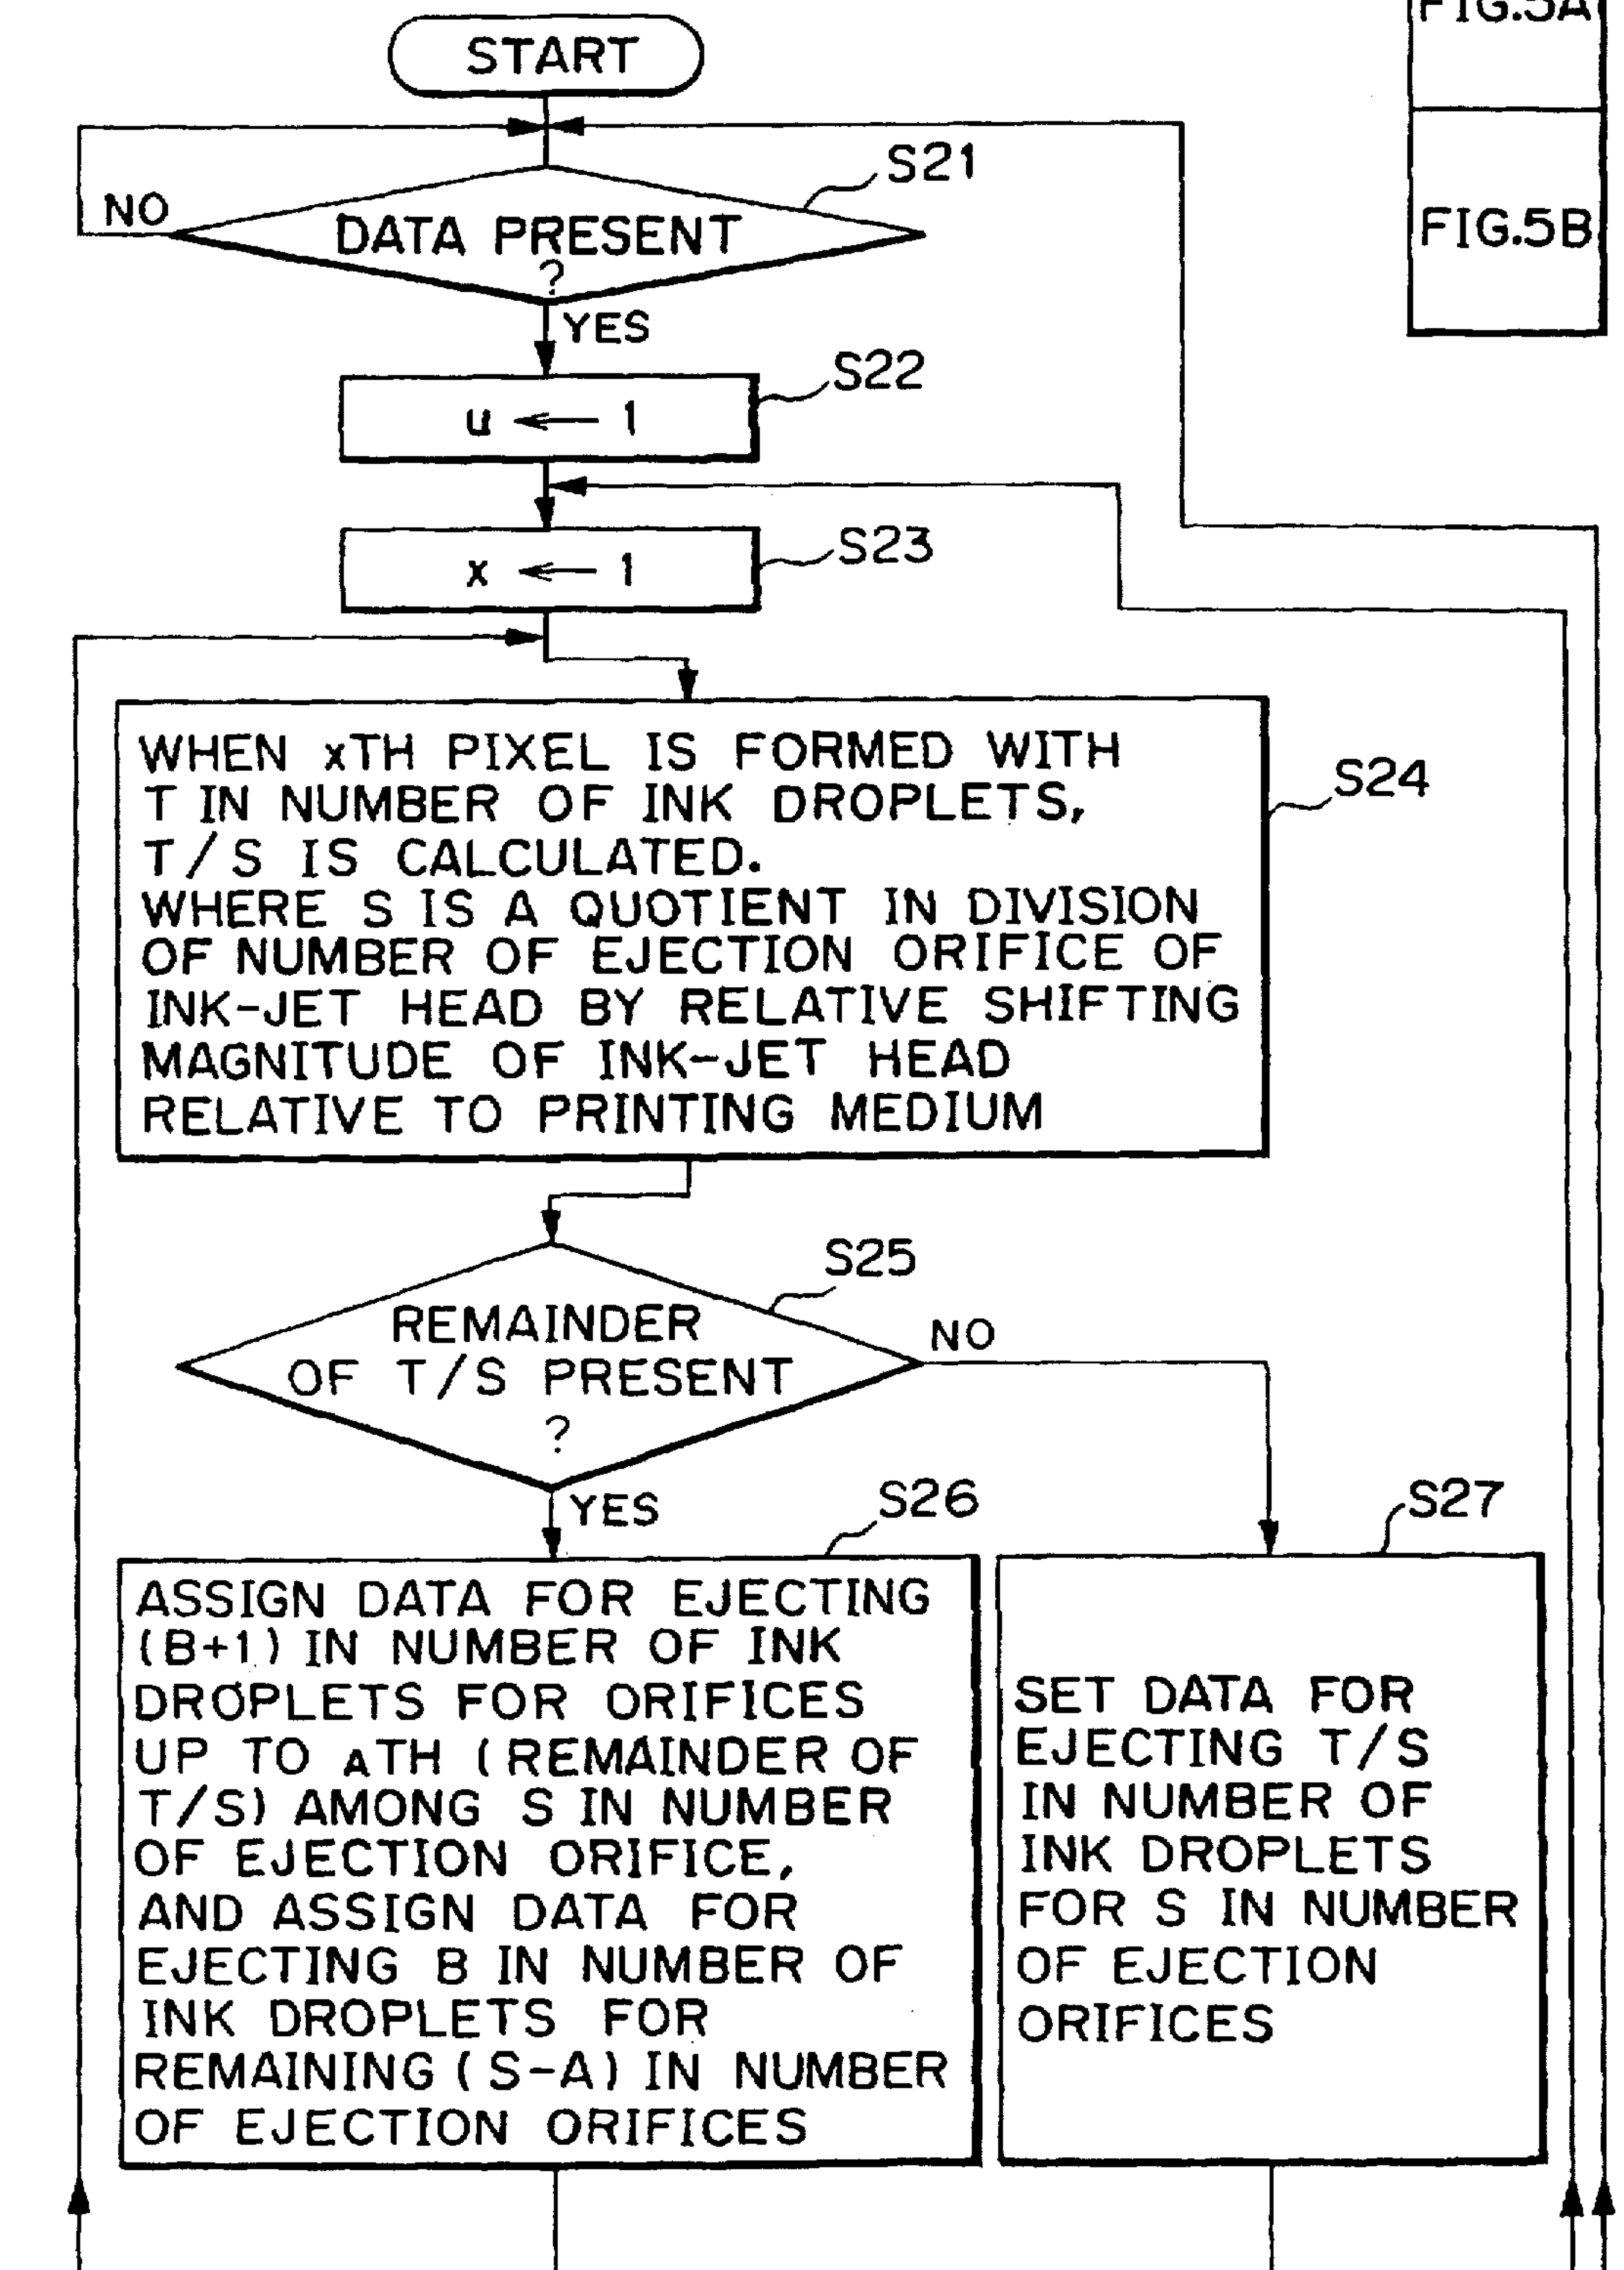 FIG.5A
START
S21
NO
DATA PRESENT
?
FIG.5B
YES
S22
u ← 1
S23
x ← 1
WHEN xTH PIXEL IS FORMED WITH
T IN NUMBER OF INK DROPLETS,
T/S IS CALCULATED.
WHERE S IS A QUOTIENT IN DIVISION
OF NUMBER OF EJECTION ORIFICE OF
INK-JET HEAD BY RELATIVE SHIFTING
MAGNITUDE OF INK-JET HEAD
RELATIVE TO PRINTING MEDIUM
S24
S25
REMAINDER
OF T/S PRESENT
?
NO
YES
S26
S27
ASSIGN DATA FOR EJECTING
(B+1) IN NUMBER OF INK
DROPLETS FOR ORIFICES
UP TO ATH (REMAINDER OF
T/S) AMONG S IN NUMBER
OF EJECTION ORIFICE,
AND ASSIGN DATA FOR
EJECTING B IN NUMBER OF
INK DROPLETS FOR
REMAINING (S-A) IN NUMBER
OF EJECTION ORIFICES
SET DATA FOR
EJECTING T/S
IN NUMBER OF
INK DROPLETS
FOR S IN NUMBER
OF EJECTION
ORIFICES